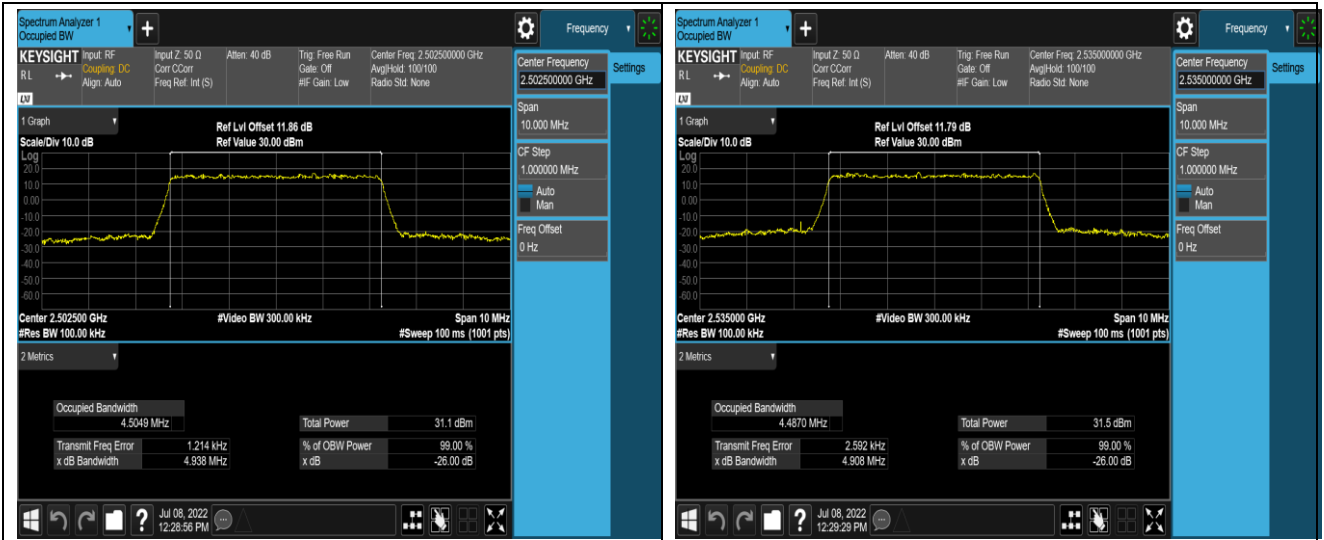 Spectrum Analyzer 1
Occupied BW
+
Frequency
KEYSIGHT
RL
LXI
Input: RF
Coupling: DC
Align: Auto
Input Z: 50 Ω
Corr CCorr
Freq Ref: Int (S)
Atten: 40 dB
Trig: Free Run
Gate: Off
#IF Gain: Low
Center Freq: 2.502500000 GHz
Avg|Hold: 100/100
Radio Std: None
Center Frequency
2.502500000 GHz
Settings
Span
10.000 MHz
CF Step
1.000000 MHz
Auto
Man
Freq Offset
0 Hz
1 Graph
Ref Lvl Offset 11.86 dB
Scale/Div 10.0 dB
Ref Value 30.00 dBm
Log
20.0
10.0
0.00
-10.0
-20.0
-30.0
-40.0
-50.0
-60.0
Center 2.502500 GHz
#Video BW 300.00 kHz
Span 10 MHz
#Res BW 100.00 kHz
#Sweep 100 ms (1001 pts)
2 Metrics
Occupied Bandwidth
4.5049 MHz
Total Power 31.1 dBm
Transmit Freq Error 1.214 kHz
% of OBW Power 99.00 %
x dB Bandwidth 4.938 MHz
x dB -26.00 dB
?
Jul 08, 2022
12:28:56 PM
Spectrum Analyzer 1
Occupied BW
+
Frequency
KEYSIGHT
RL
LXI
Input: RF
Coupling: DC
Align: Auto
Input Z: 50 Ω
Corr CCorr
Freq Ref: Int (S)
Atten: 40 dB
Trig: Free Run
Gate: Off
#IF Gain: Low
Center Freq: 2.535000000 GHz
Avg|Hold: 100/100
Radio Std: None
Center Frequency
2.535000000 GHz
Settings
Span
10.000 MHz
CF Step
1.000000 MHz
Auto
Man
Freq Offset
0 Hz
1 Graph
Ref Lvl Offset 11.79 dB
Scale/Div 10.0 dB
Ref Value 30.00 dBm
Log
20.0
10.0
0.00
-10.0
-20.0
-30.0
-40.0
-50.0
-60.0
Center 2.535000 GHz
#Video BW 300.00 kHz
Span 10 MHz
#Res BW 100.00 kHz
#Sweep 100 ms (1001 pts)
2 Metrics
Occupied Bandwidth
4.4870 MHz
Total Power 31.5 dBm
Transmit Freq Error 2.592 kHz
% of OBW Power 99.00 %
x dB Bandwidth 4.908 MHz
x dB -26.00 dB
?
Jul 08, 2022
12:29:29 PM